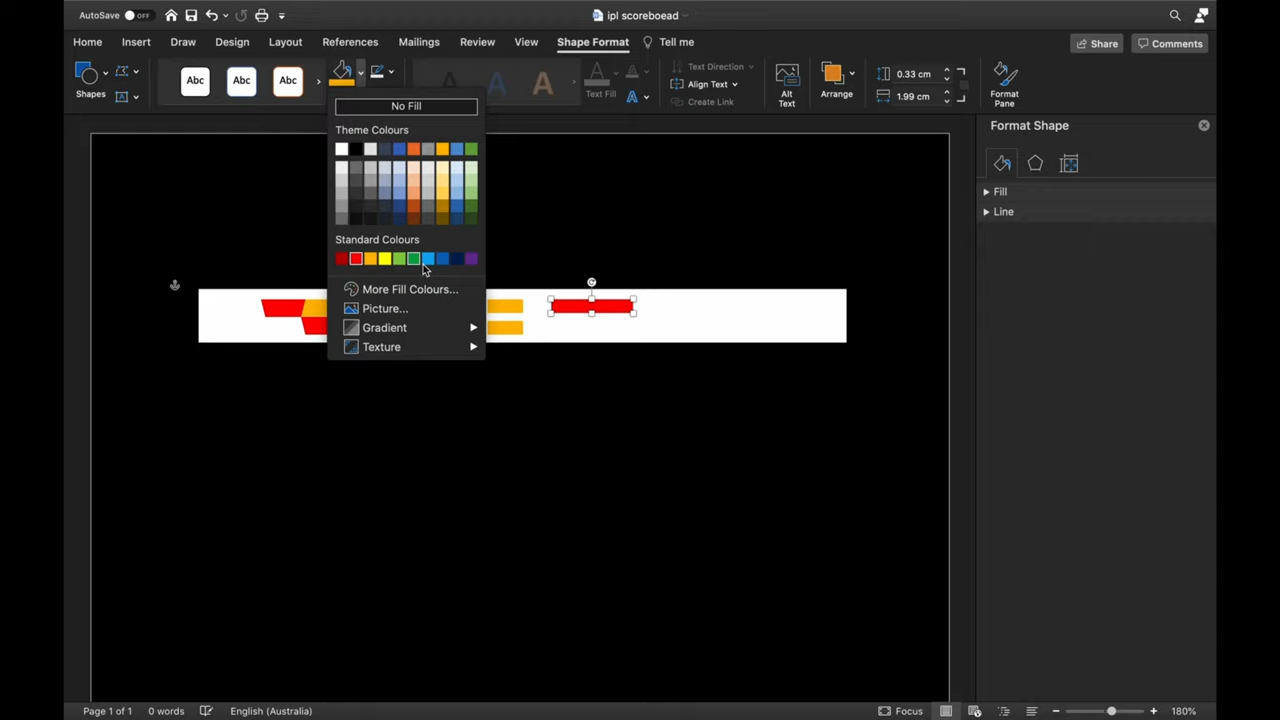 AutoSave OFF
ipl scoreboead
Home Insert Draw Design Layout References Mailings Review View Shape Format Tell me
Share Comments
Shapes
Abc Abc Abc
Text Fill
Text Direction
Align Text
Create Link
Alt Text
Arrange
0.33 cm
1.99 cm
Format Pane
No Fill
Theme Colours
Standard Colours
More Fill Colours...
Picture...
Gradient
Texture
Format Shape
Fill
Line
Page 1 of 1 0 words English (Australia) Focus 180%